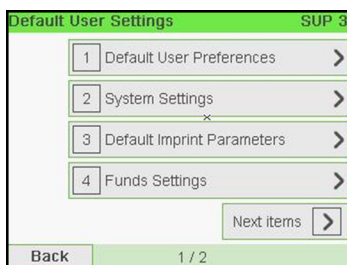 Default User Settings SUP 3
1 Default User Preferences >
2 System Settings >
3 Default Imprint Parameters >
4 Funds Settings >
Next items >
Back 1 / 2